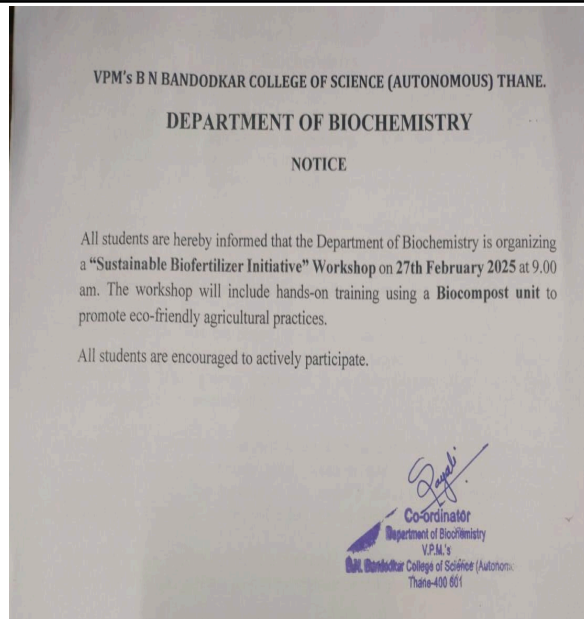 VPM's B N BANDODKAR COLLEGE OF SCIENCE (AUTONOMOUS) THANE.
DEPARTMENT OF BIOCHEMISTRY
NOTICE
All students are hereby informed that the Department of Biochemistry is organizing
a “Sustainable Biofertilizer Initiative” Workshop on 27th February 2025 at 9.00
am. The workshop will include hands-on training using a Biocompost unit to
promote eco-friendly agricultural practices.
All students are encouraged to actively participate.
Sayali
Co-ordinator
Department of Biochemistry
V.P.M.'s
B.N. Bandodkar College of Science (Autonom
Thane-400 601